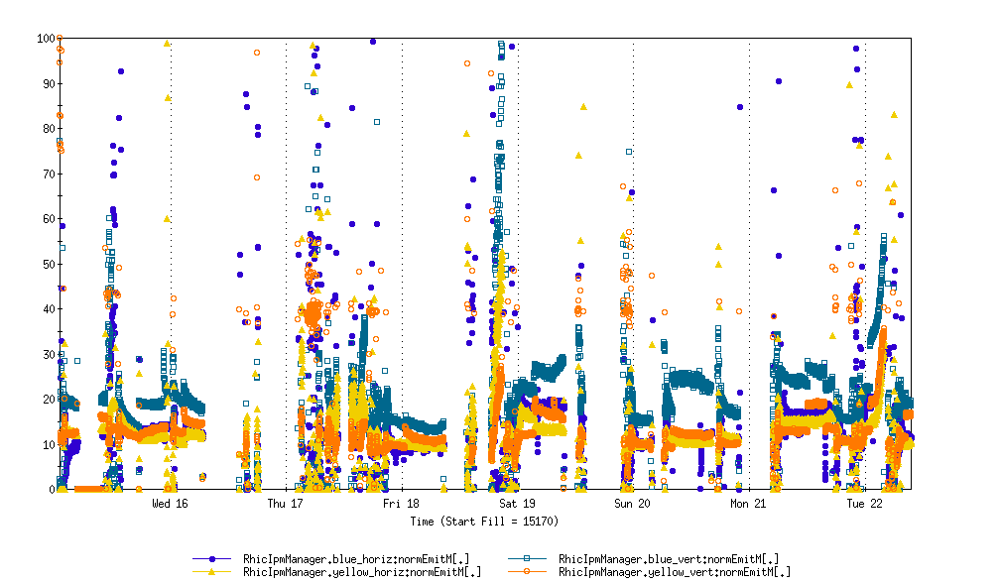 100
90
80
70
60
50
40
30
20
10
0
Wed 16 Thu 17 Fri 18 Sat 19 Sun 20 Mon 21 Tue 22
Time (Start Fill = 15170)
RhicIpmManager.blue_horiz:normEmitM[.] RhicIpmManager.blue_vert:normEmitM[.]
RhicIpmManager.yellow_horiz:normEmitM[.] RhicIpmManager.yellow_vert:normEmitM[.]